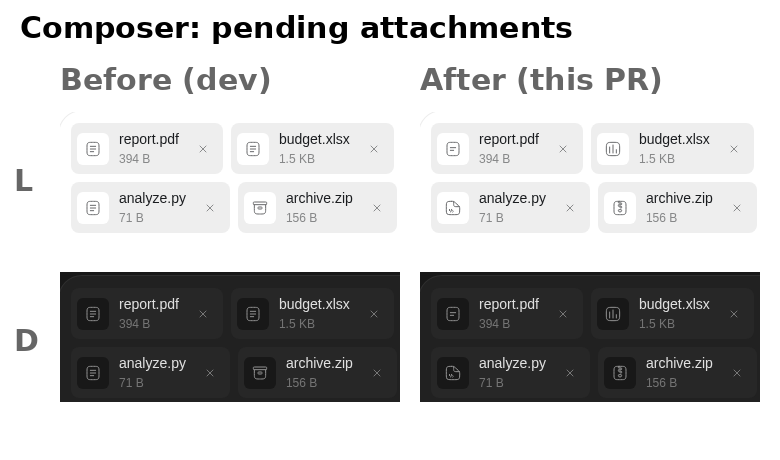 Composer: pending attachments
Before (dev)
After (this PR)
L
report.pdf
394 B
budget.xlsx
1.5 KB
analyze.py
71 B
archive.zip
156 B
report.pdf
394 B
budget.xlsx
1.5 KB
analyze.py
71 B
archive.zip
156 B
D
report.pdf
394 B
budget.xlsx
1.5 KB
analyze.py
71 B
archive.zip
156 B
report.pdf
394 B
budget.xlsx
1.5 KB
analyze.py
71 B
archive.zip
156 B